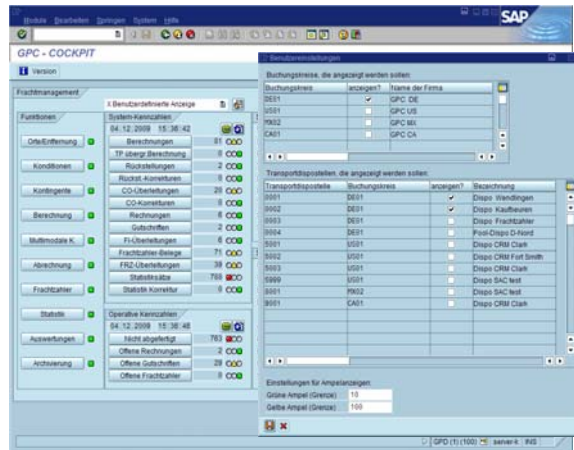 Module Bearbeiten Springen System Hilfe
SAP
GPC - COCKPIT
Version
Frachtmanagement
X Benutzerdefinierte Anzeige
Funktionen
Orte/Entfernung
Konditionen
Kontingente
Berechnung
Multimodale K.
Abrechnung
Frachtzahler
Statistik
Auswertungen
Archivierung
System-Kennzahlen
04.12.2009 15:36:42
Berechnungen 81
TP übergr.Berechnung 0
Rückstellungen 2
Rückst.-Korrekturen 0
CO-Überleitungen 20
CO-Korrekturen 0
Rechnungen 6
Gutschriften 2
FI-Überleitungen 6
Frachtzahler-Belege 71
FRZ-Überleitungen 39
Statistiksätze 769
Statistik Korrektur 0
Operative Kennzahlen
04.12.2009 15:36:46
Nicht abgefertigt 763
Offene Rechnungen 2
Offene Gutschriften 29
Offene Frachtzahler 0
Benutzereinstellungen
Buchungskreise, die angezeigt werden sollen:
Buchungskreis anzeigen? Name der Firma
DE01 GPC DE
US01 GPC US
MX02 GPC MX
CA01 GPC CA
Transportdispostellen, die angezeigt werden sollen:
Transportdispostelle Buchungskreis anzeigen? Bezeichnung
0001 DE01 Dispo Wendlingen
0002 DE01 Dispo Kaufbeuren
0003 DE01 Dispo Frachtzahler
0004 DE01 Pool-Dispo D-Nord
5001 US01 Dispo CRM Clark
5002 US01 Dispo CRM Fort Smith
5003 US01 Dispo CRM Clark
US01 Dispo SAC test
MX02 Dispo SAC test
CA01 Dispo CRM Clark
Einstellungen für Ampelanzeigen:
Grüne Ampel (Grenze) 10
Gelbe Ampel (Grenze) 100
GPD (1) (100) server-k INS